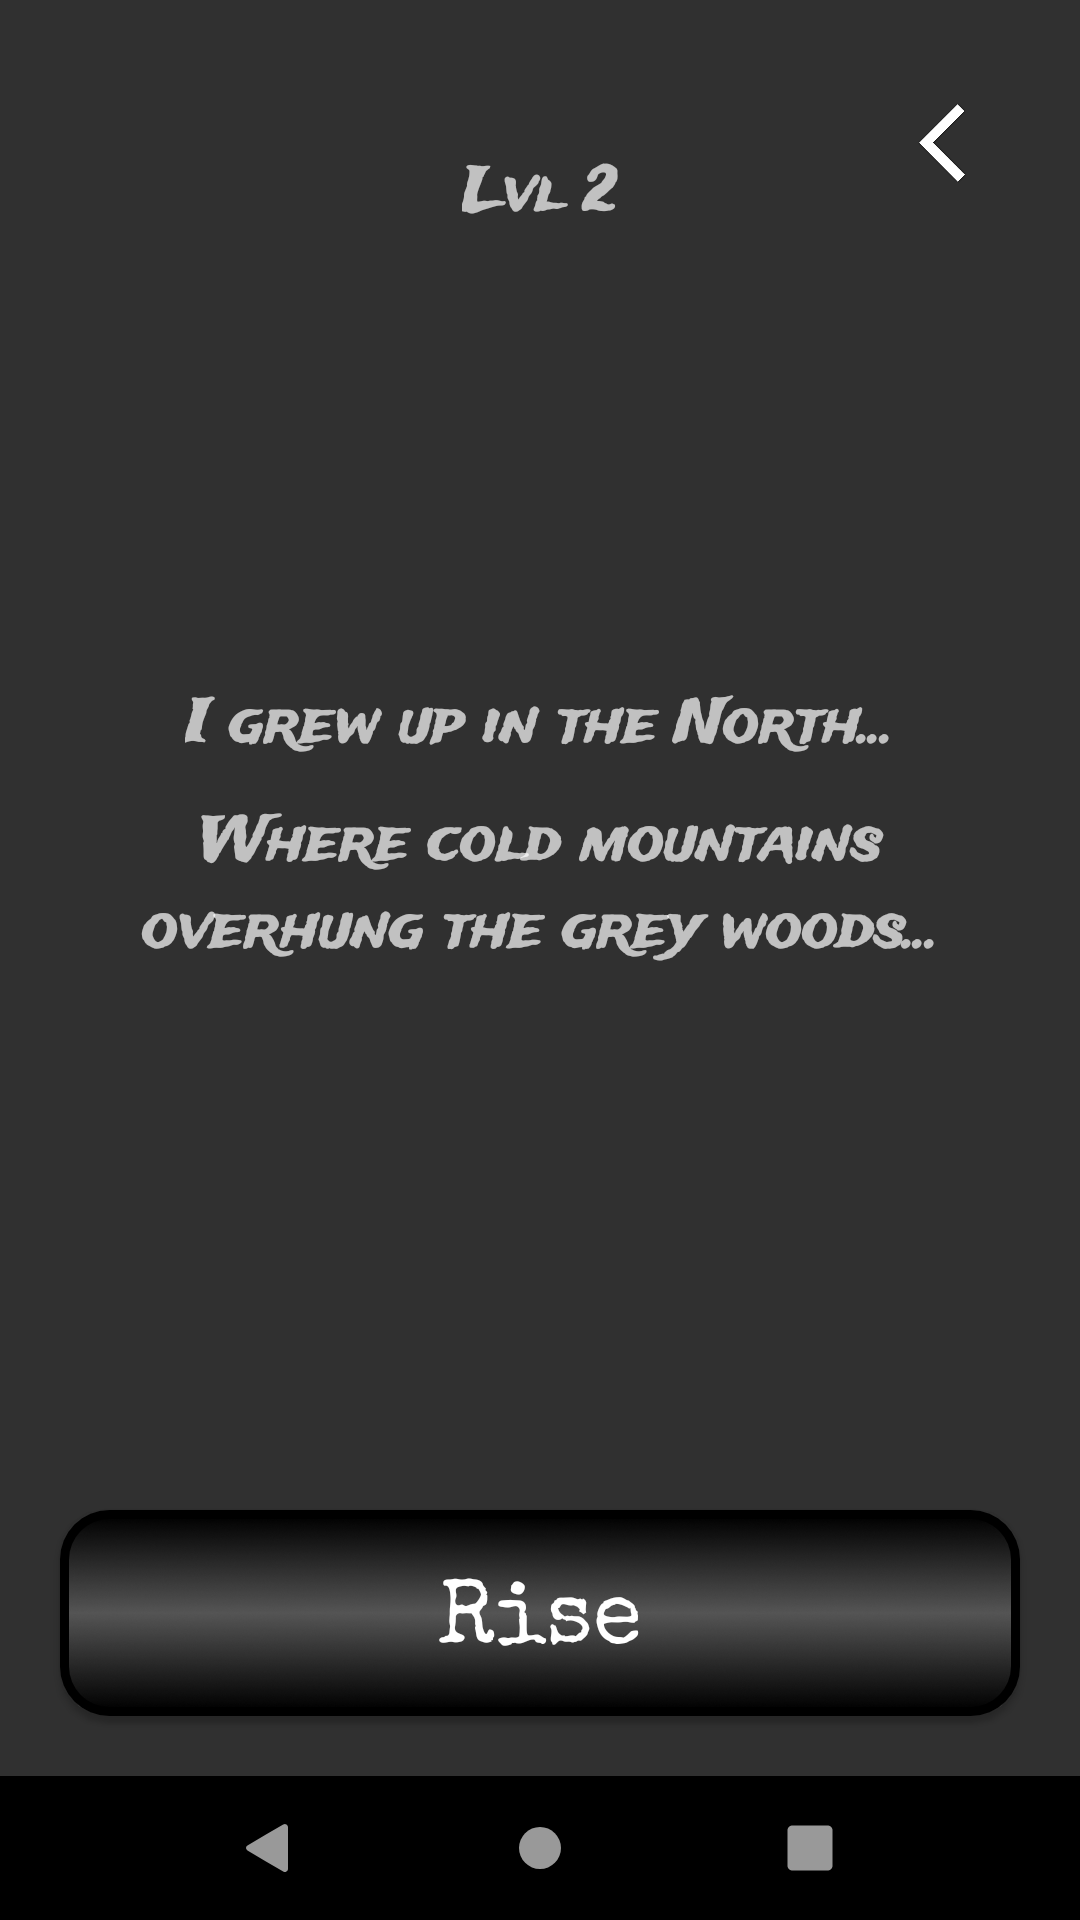 Lvl 2
I grew up in the North...
Where cold mountains
overhung the grey woods...
Rise